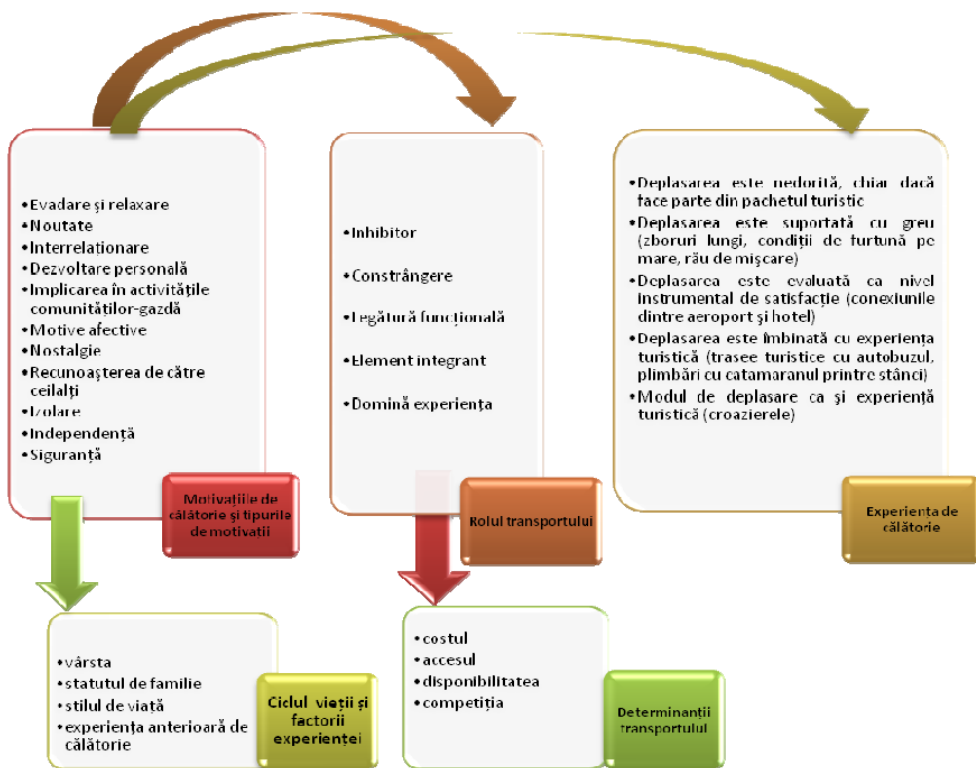 •Evadare și relaxare
•Noutate
•Interrelaționare
•Dezvoltare personală
•Implicarea în activitățile
comunităților-gazdă
•Motive afective
•Nostalgie
•Recunoașterea de către
ceilalți
•Izolare
•Independență
•Siguranță
Motivațiile de
călătorie și tipurile
de motivații
•Inhibitor
•Constrângere
•Legătură funcțională
•Element integrant
•Domină experiența
Rolul transportului
•Deplasarea este nedorită, chiar dacă
face parte din pachetul turistic
•Deplasarea este suportată cu greu
(zboruri lungi, condiții de furtună pe
mare, rău de mișcare)
•Deplasarea este evaluată ca nivel
instrumental de satisfacție (conexiunile
dintre aeroport și hotel)
•Deplasarea este îmbinată cu experiența
turistică (trasee turistice cu autobuzul,
plimbări cu catamaranul printre stânci)
•Modul de deplasare ca și experiență
turistică (croazierele)
Experiența de
călătorie
•vârsta
•statutul de familie
•stilul de viață
•experiența anterioară de
călătorie
Ciclul vieții și
factorii
experienței
•costul
•accesul
•disponibilitatea
•competiția
Determinanții
transportului